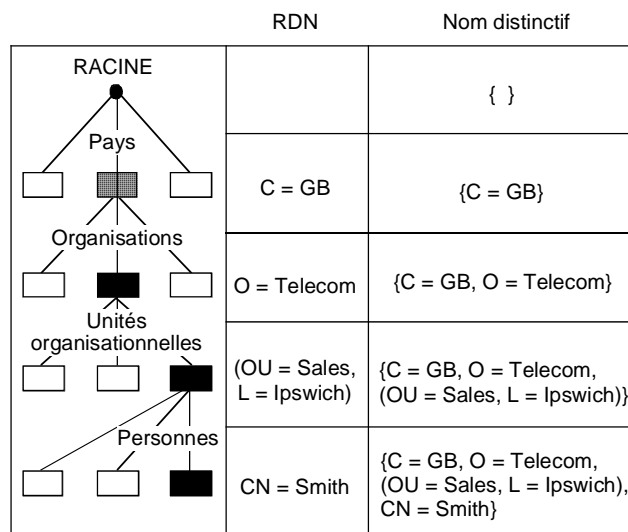 RDN
Nom distinctif
RACINE
{ }
Pays
C = GB
{C = GB}
Organisations
O = Telecom
{C = GB, O = Telecom}
Unités
organisationnelles
(OU = Sales,
L = Ipswich)
{C = GB, O = Telecom,
(OU = Sales, L = Ipswich)}
Personnes
CN = Smith
{C = GB, O = Telecom,
(OU = Sales, L = Ipswich),
CN = Smith}